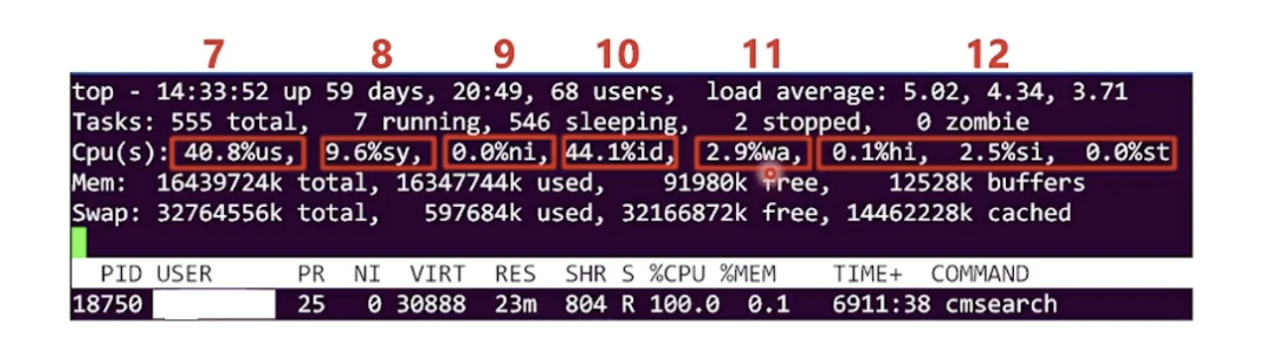 7 8 9 10 11 12
top - 14:33:52 up 59 days, 20:49, 68 users, load average: 5.02, 4.34, 3.71
Tasks: 555 total, 7 running, 546 sleeping, 2 stopped, 0 zombie
Cpu(s): 40.8%us, 9.6%sy, 0.0%ni, 44.1%id, 2.9%wa, 0.1%hi, 2.5%si, 0.0%st
Mem: 16439724k total, 16347744k used, 91980k free, 12528k buffers
Swap: 32764556k total, 597684k used, 32166872k free, 14462228k cached
PID USER PR NI VIRT RES SHR S %CPU %MEM TIME+ COMMAND
18750 25 0 30888 23m 804 R 100.0 0.1 6911:38 cmsearch